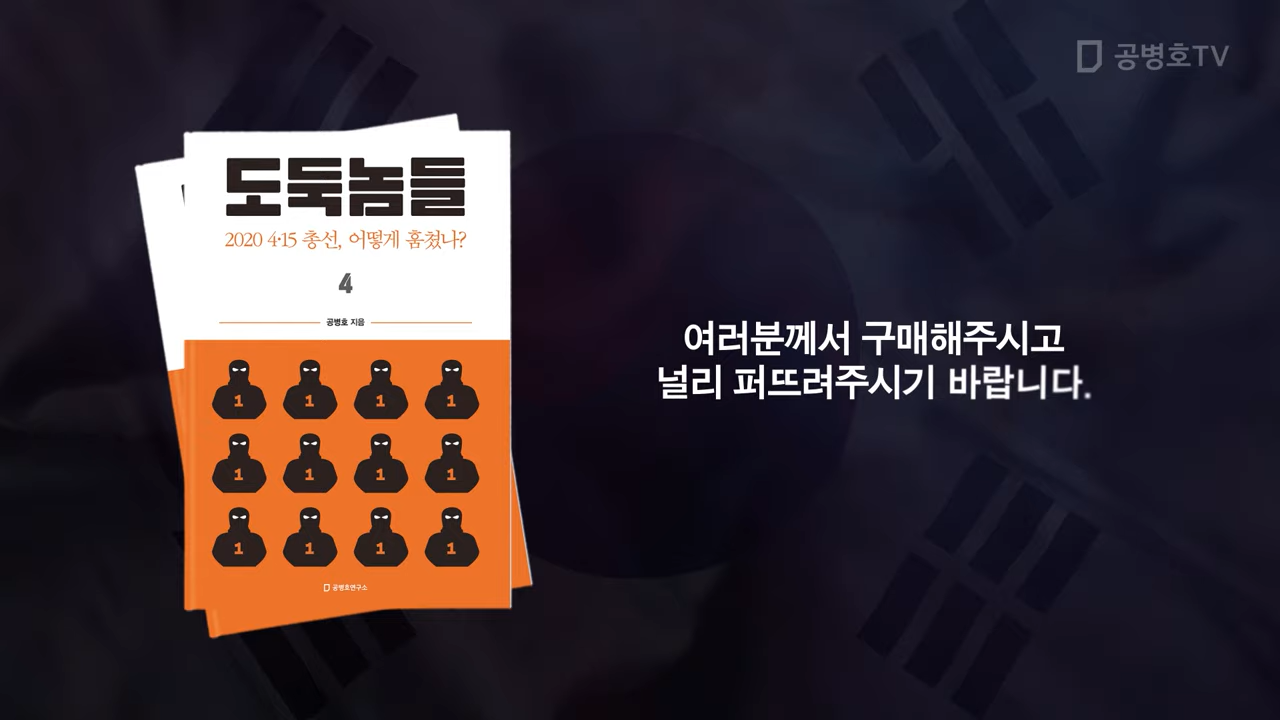 공병호TV
도둑놈들
2020 4·15 총선, 어떻게 훔쳤나?
4
공병호 지음
1 1 1 1
1 1 1 1
1 1 1 1
공병호연구소
여러분께서 구매해주시고
널리 퍼뜨려주시기 바랍니다.